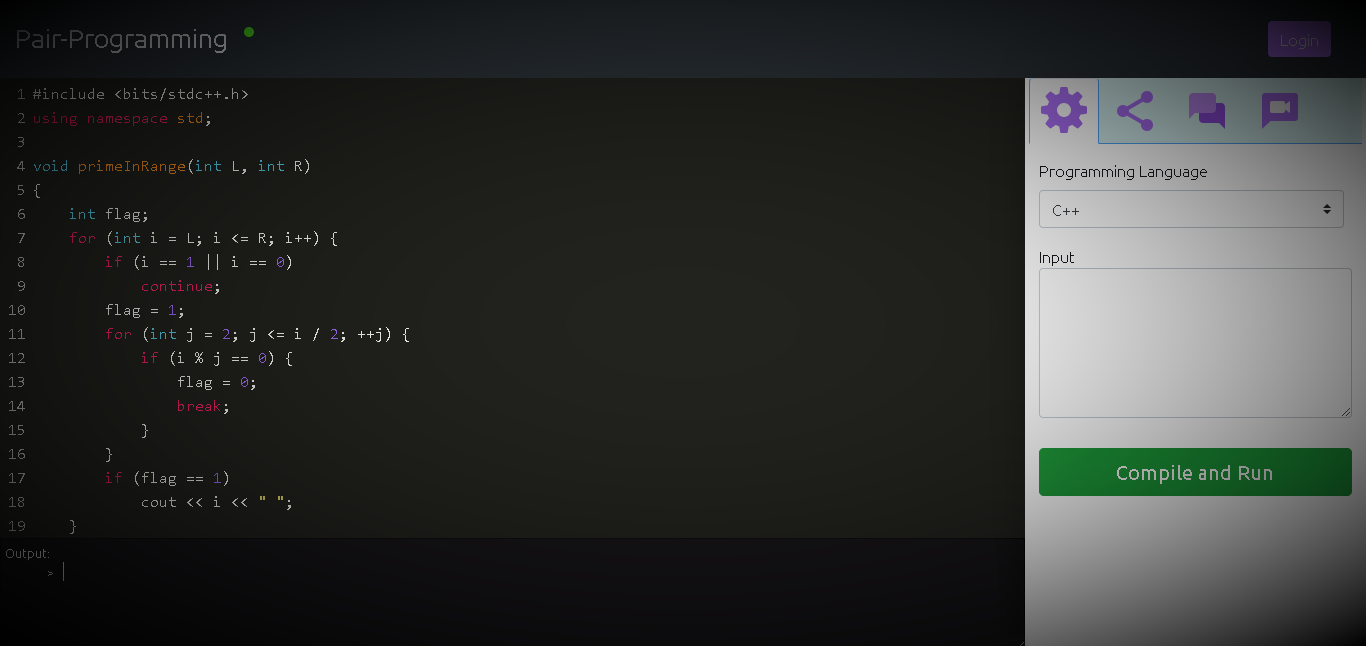 Pair-Programming
Login
1 #include <bits/stdc++.h>
2 using namespace std;
3
4 void primeInRange(int L, int R)
5 {
6     int flag;
7     for (int i = L; i <= R; i++) {
8         if (i == 1 || i == 0)
9             continue;
10         flag = 1;
11         for (int j = 2; j <= i / 2; ++j) {
12             if (i % j == 0) {
13                 flag = 0;
14                 break;
15             }
16         }
17         if (flag == 1)
18             cout << i << " ";
19     }
Output:
>
Programming Language
C++
Input
Compile and Run